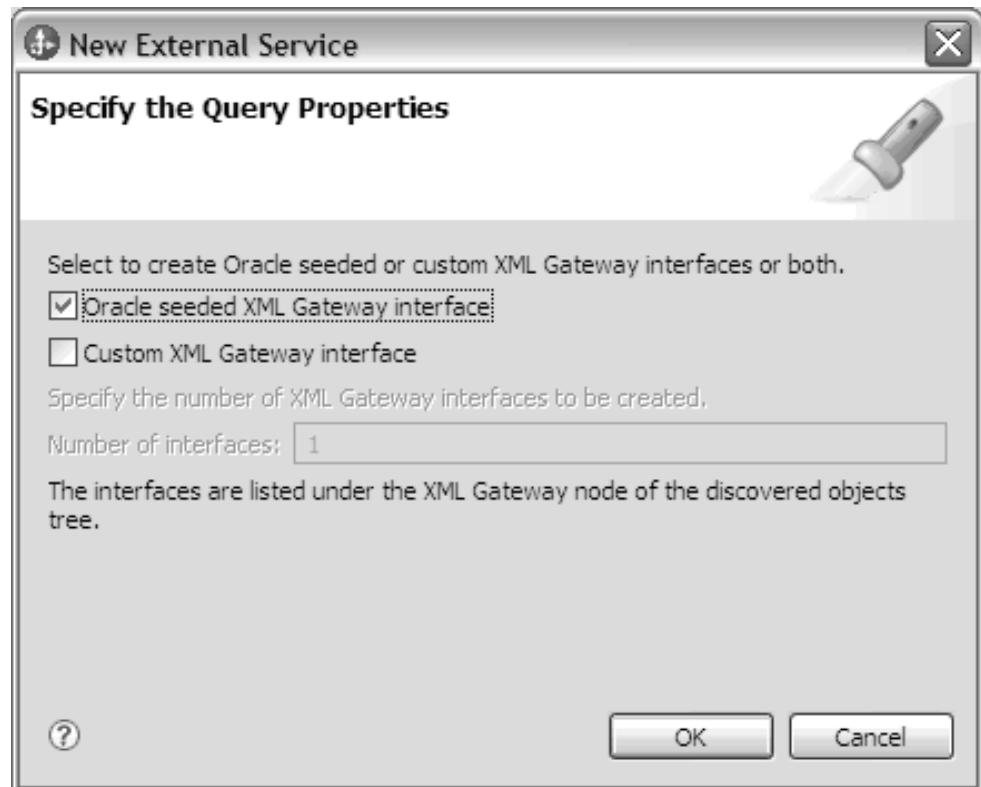 New External Service
Specify the Query Properties
Select to create Oracle seeded or custom XML Gateway interfaces or both.
Oracle seeded XML Gateway interface
Custom XML Gateway interface
Specify the number of XML Gateway interfaces to be created.
Number of interfaces: 1
The interfaces are listed under the XML Gateway node of the discovered objects
tree.
?
OK Cancel